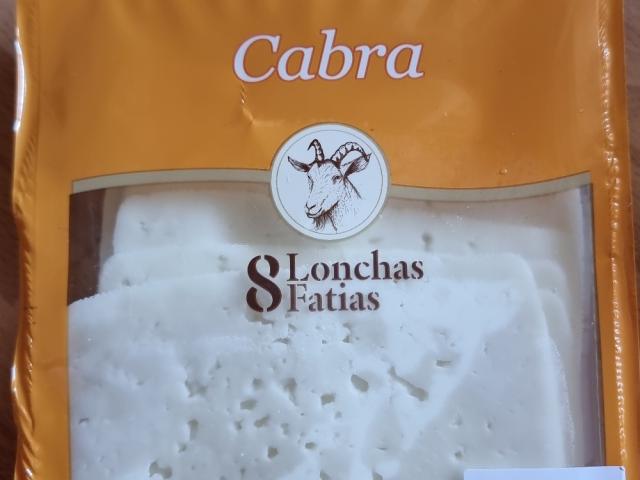 Cabra
8 Lonchas
Fatias